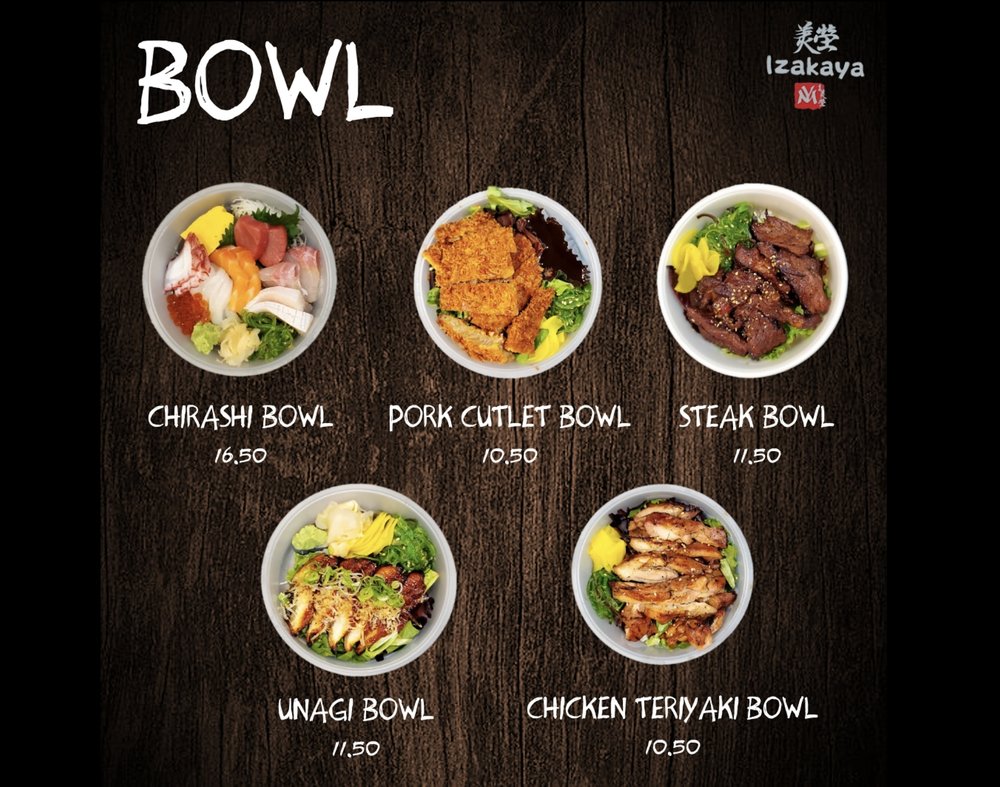 BOWL
美瑩
Izakaya
CHIRASHI BOWL
16.50
PORK CUTLET BOWL
10.50
STEAK BOWL
11.50
UNAGI BOWL
11.50
CHICKEN TERIYAKI BOWL
10.50